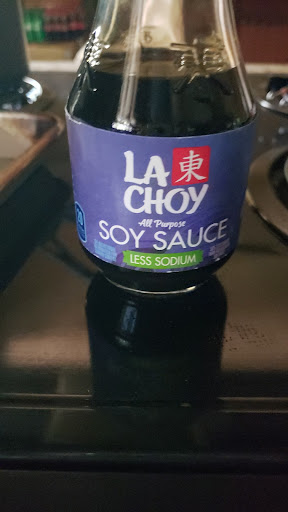 LA 東
CHOY
All Purpose
SOY SAUCE
LESS SODIUM